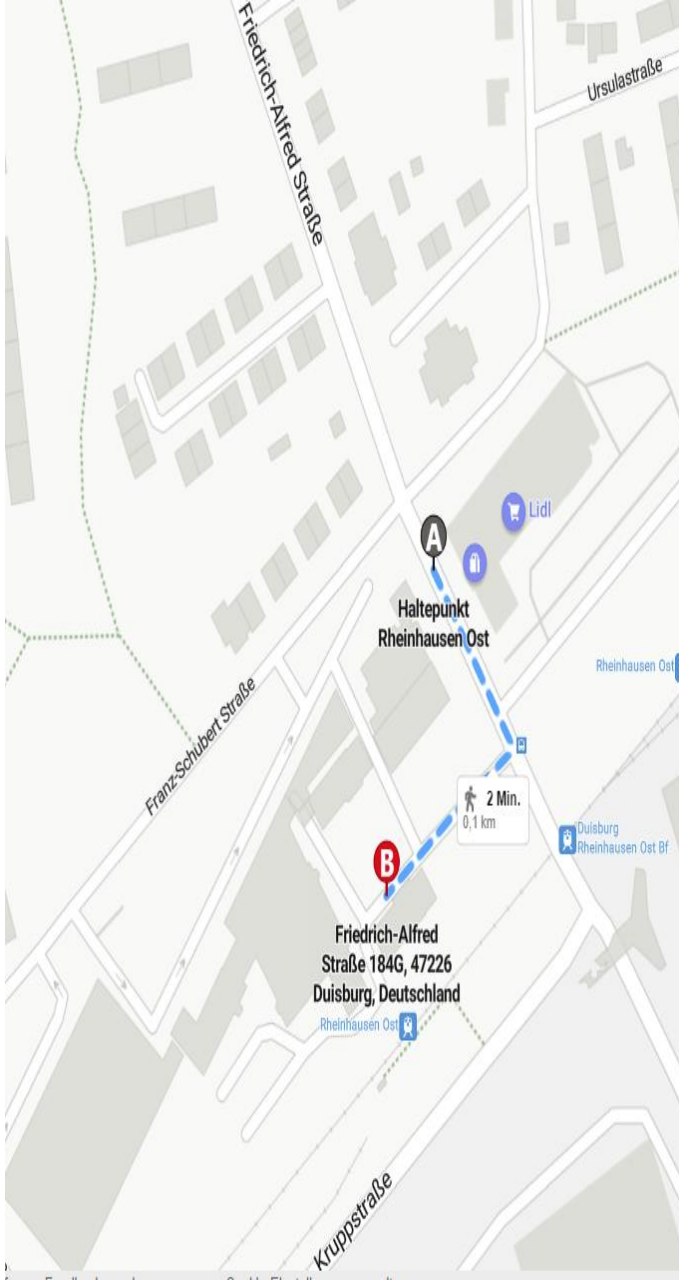 Friedrich-Alfred Straße
Ursulastraße
Lidl
A
Haltepunkt
Rheinhausen Ost
Rheinhausen Ost
Franz-Schubert Straße
2 Min.
0,1 km
Duisburg
Rheinhausen Ost Bf
B
Friedrich-Alfred
Straße 184G, 47226
Duisburg, Deutschland
Rheinhausen Ost
Kruppstraße